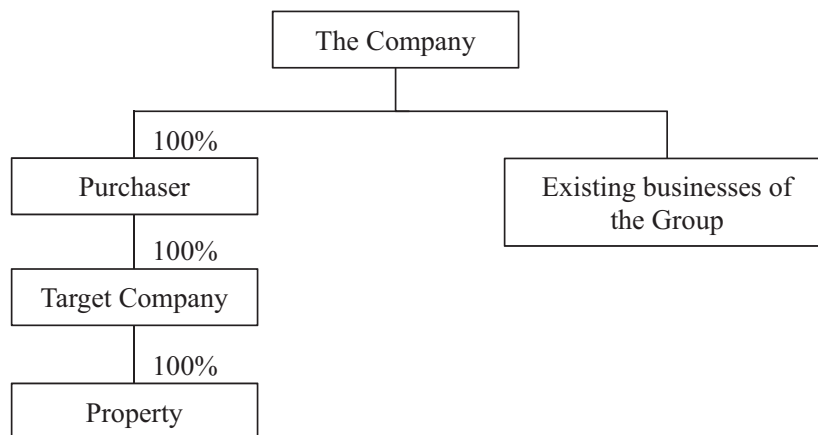 The Company
100%
Purchaser
Existing businesses of
the Group
100%
Target Company
100%
Property